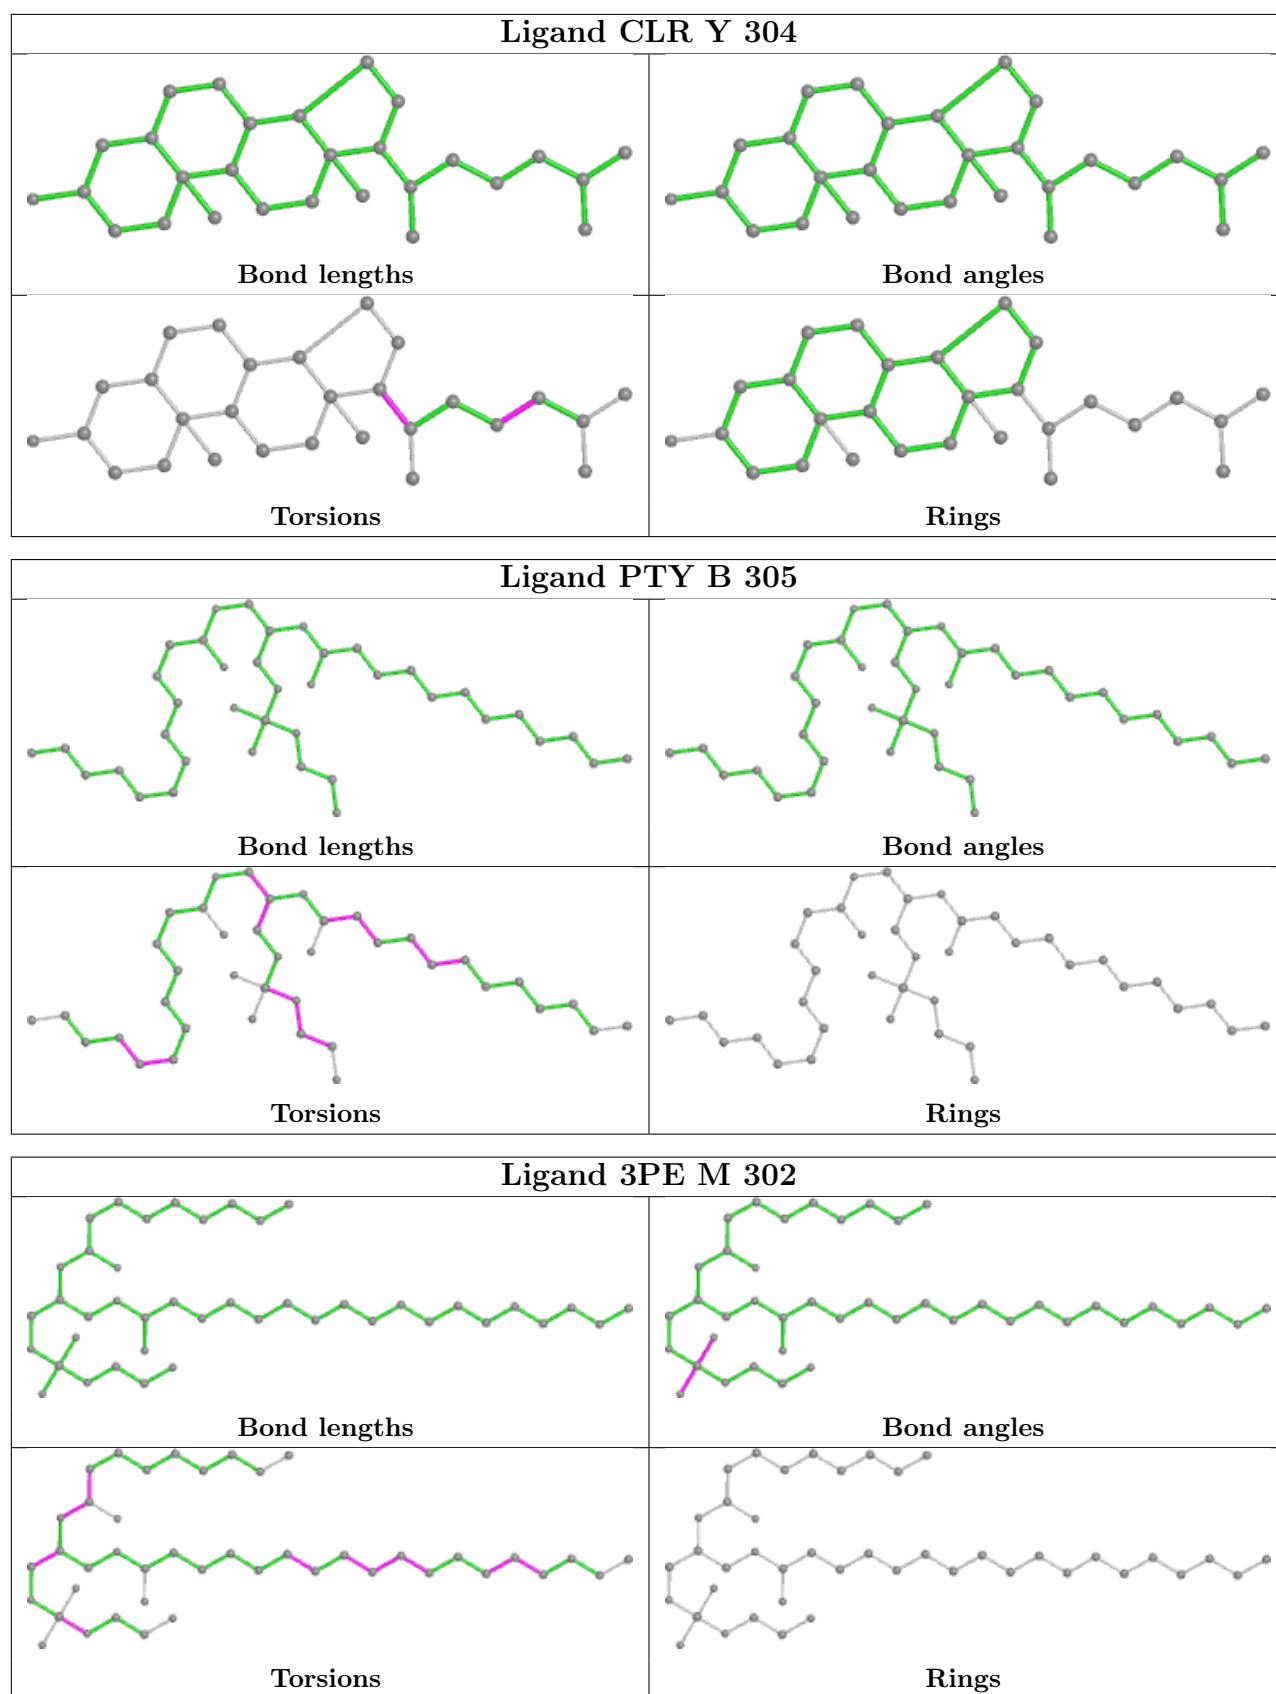 Ligand CLR Y 304
Bond lengths
Bond angles
Torsions
Rings
Ligand PTY B 305
Bond lengths
Bond angles
Torsions
Rings
Ligand 3PE M 302
Bond lengths
Bond angles
Torsions
Rings